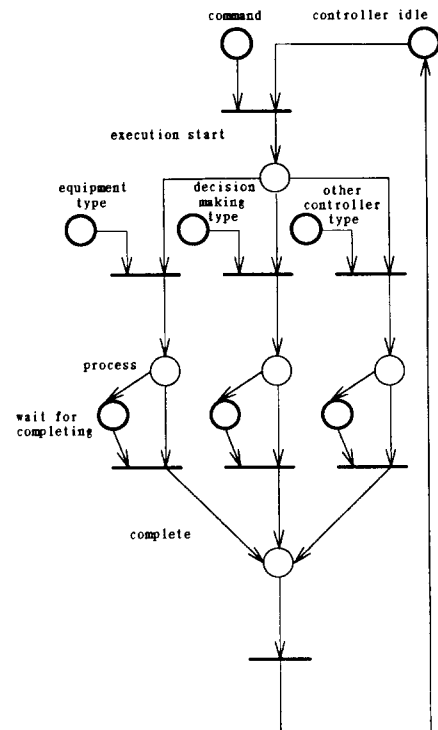 command
controller idle
execution start
equipment
type
decision
making
type
other
controller
type
process
wait for
completing
complete